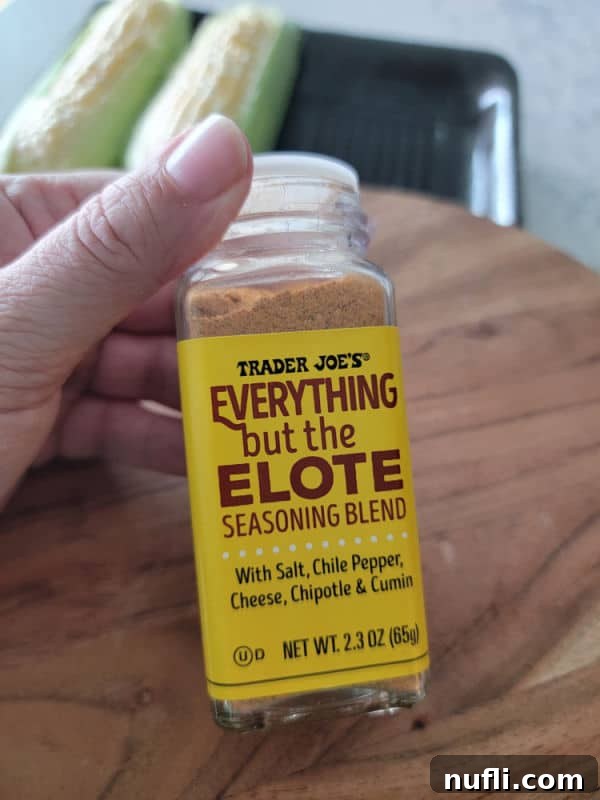 TRADER JOE'S®
EVERYTHING
but the
ELOTE
SEASONING BLEND
With Salt, Chile Pepper,
Cheese, Chipotle & Cumin
Ⓤ D NET WT. 2.3 OZ (65g)
nufli.com